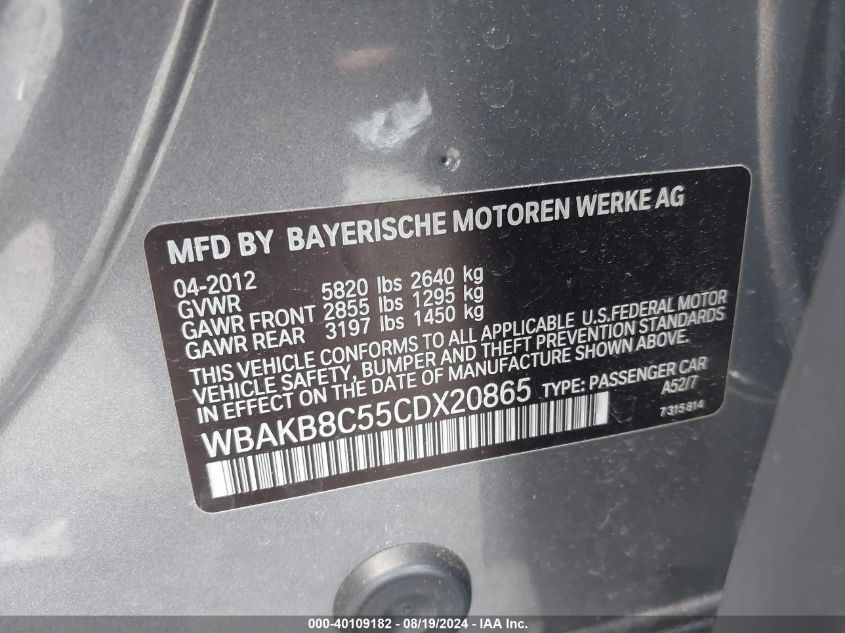 MFD BY BAYERISCHE MOTOREN WERKE AG
04-2012
GVWR 5820 lbs 2640 kg
GAWR FRONT 2855 lbs 1295 kg
GAWR REAR 3197 lbs 1450 kg
THIS VEHICLE CONFORMS TO ALL APPLICABLE U.S.FEDERAL MOTOR
VEHICLE SAFETY, BUMPER AND THEFT PREVENTION STANDARDS
IN EFFECT ON THE DATE OF MANUFACTURE SHOWN ABOVE.
WBAKB8C55CDX20865 TYPE: PASSENGER CAR
A52/7
7 315 814
000-40109182 - 08/19/2024 - IAA Inc.